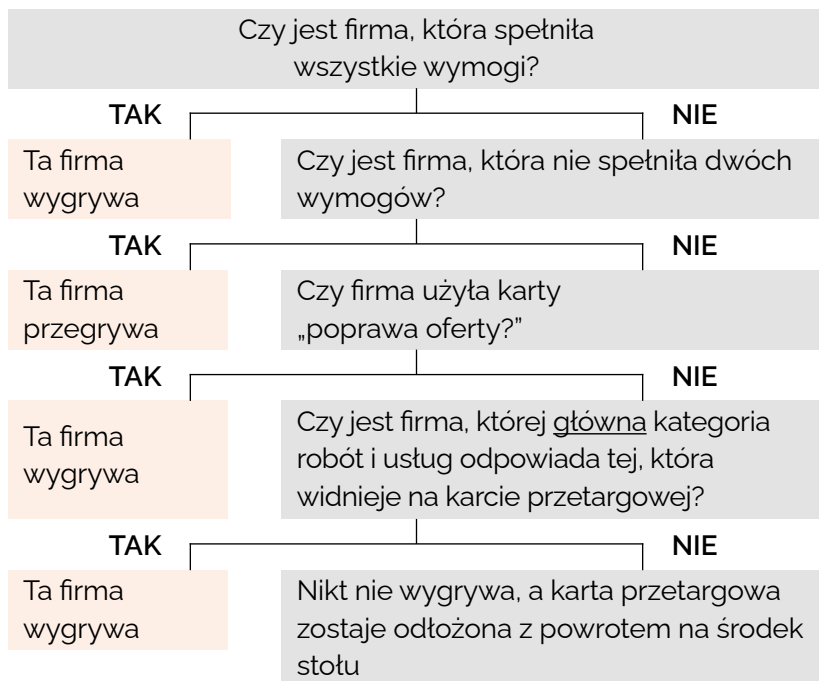 Czy jest firma, która spełniła
wszystkie wymogi?
TAK
NIE
Ta firma
wygrywa
Czy jest firma, która nie spełniła dwóch
wymogów?
TAK
NIE
Ta firma
przegrywa
Czy firma użyła karty
„poprawa oferty?”
TAK
NIE
Ta firma
wygrywa
Czy jest firma, której główna kategoria
robót i usług odpowiada tej, która
widnieje na karcie przetargowej?
TAK
NIE
Ta firma
wygrywa
Nikt nie wygrywa, a karta przetargowa
zostaje odłożona z powrotem na środek
stołu